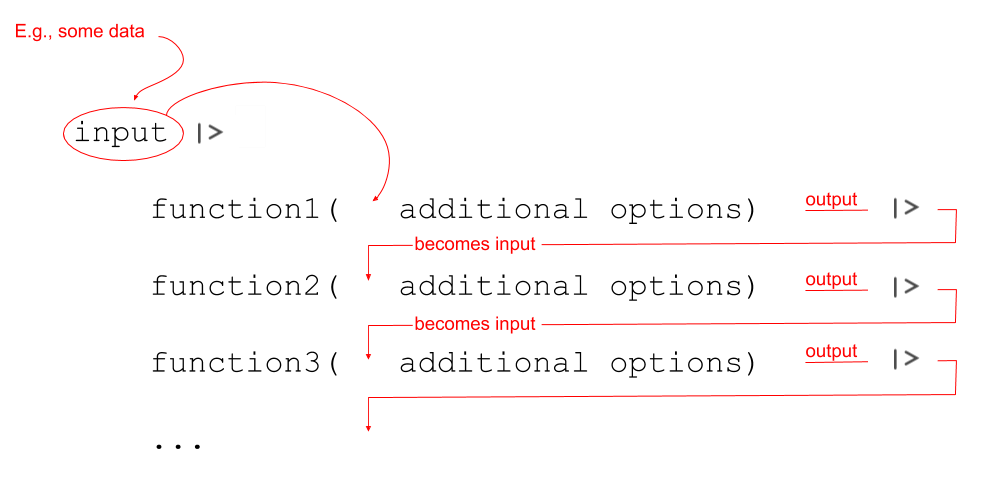 E.g., some data
input |>
function1( additional options) output |>
becomes input
function2( additional options) output |>
becomes input
function3( additional options) output |>
...